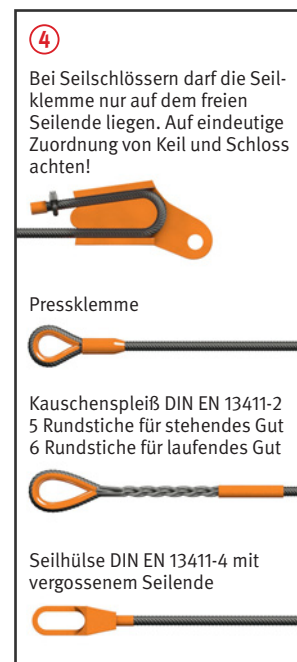 4
Bei Seilschlössern darf die Seil-
klemme nur auf dem freien
Seilende liegen. Auf eindeutige
Zuordnung von Keil und Schloss
achten!
Pressklemme
Kauschenspleiß DIN EN 13411-2
5 Rundstiche für stehendes Gut
6 Rundstiche für laufendes Gut
Seilhülse DIN EN 13411-4 mit
vergossenem Seilende